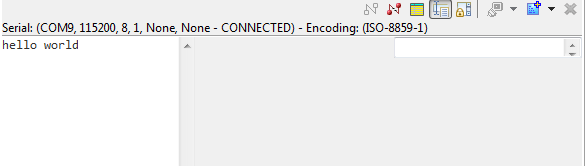 Serial: (COM9, 115200, 8, 1, None, None - CONNECTED) - Encoding: (ISO-8859-1)
hello world